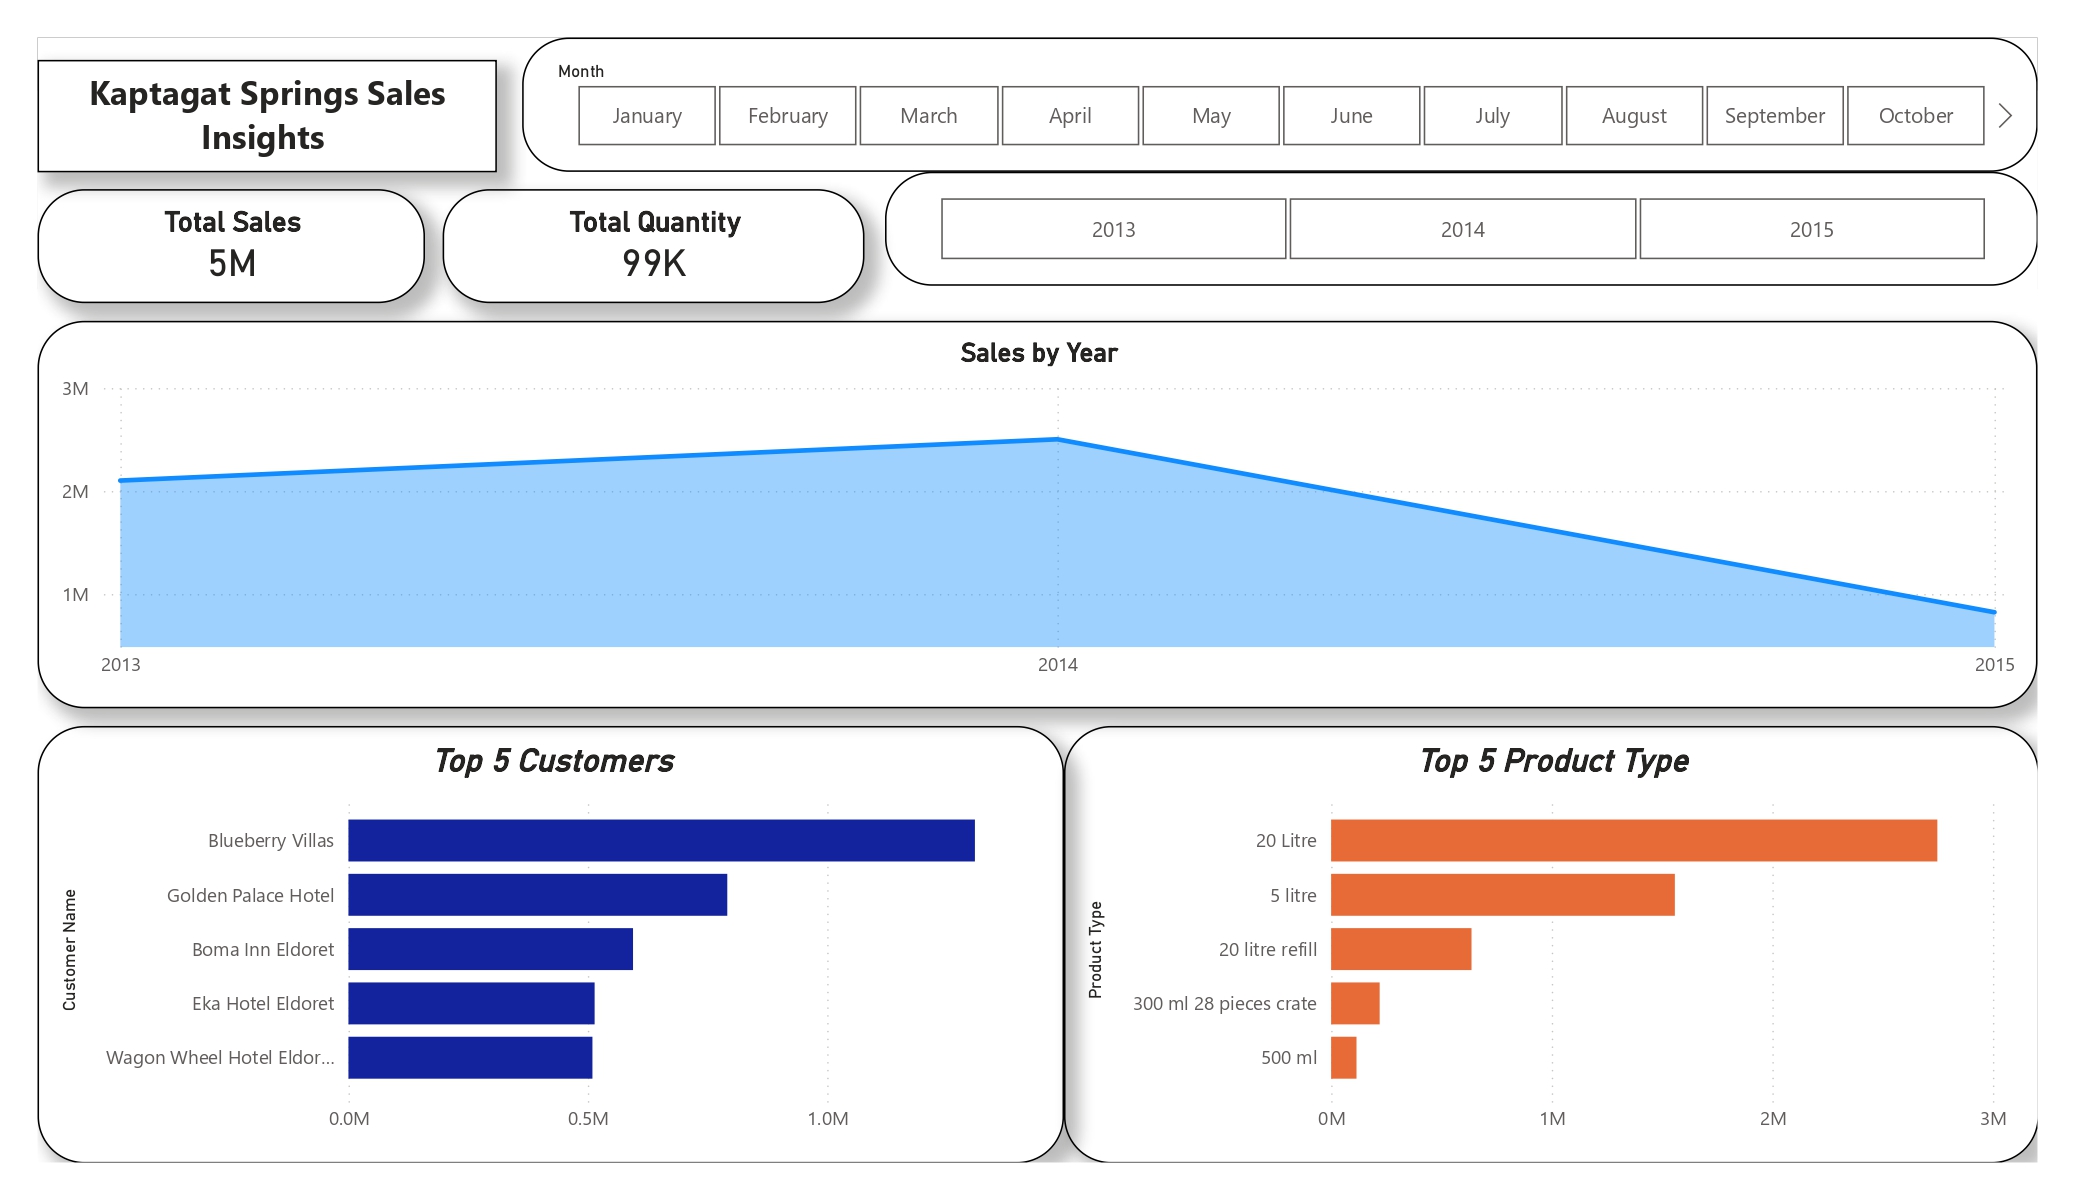 Kaptagat Springs Sales
Insights
Month
January
February
March
April
May
June
July
August
September
October
Total Sales
5M
Total Quantity
99K
2013
2014
2015
Sales by Year
3M
2M
1M
2013
2014
2015
Top 5 Customers
Customer Name
Blueberry Villas
Golden Palace Hotel
Boma Inn Eldoret
Eka Hotel Eldoret
Wagon Wheel Hotel Eldor...
0.0M
0.5M
1.0M
Top 5 Product Type
Product Type
20 Litre
5 litre
20 litre refill
300 ml 28 pieces crate
500 ml
0M
1M
2M
3M